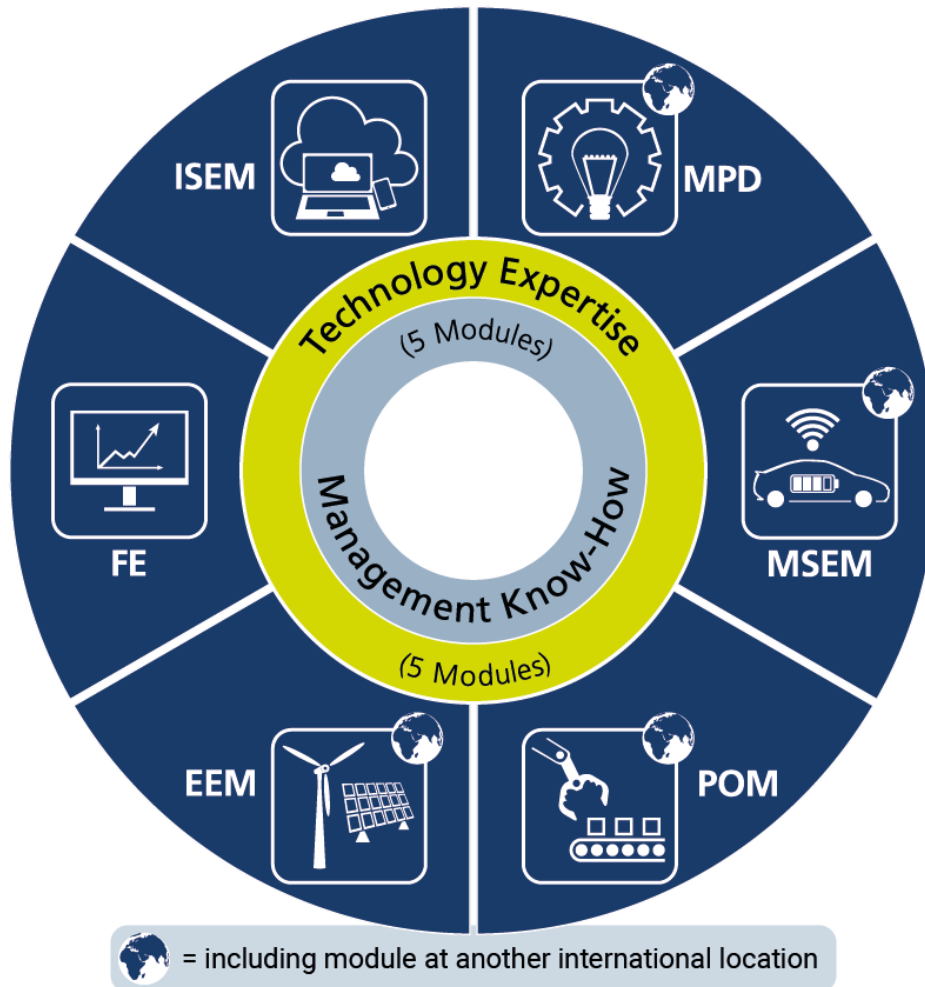 ISEM
MPD
Technology Expertise
(5 Modules)
FE
MSEM
Management Know-How
(5 Modules)
EEM
POM
= including module at another international location